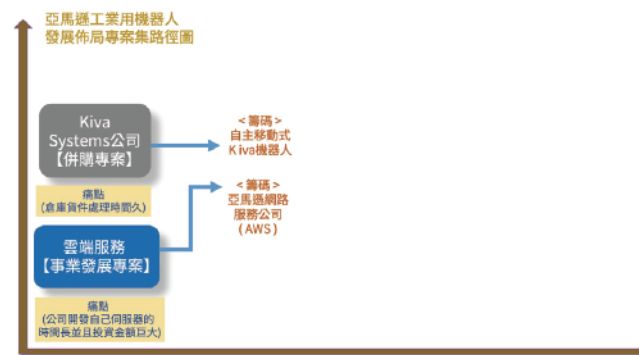 亞馬遜工業用機器人
發展佈局專案集路徑圖
Kiva
Systems公司
【併購專案】
<籌碼>
自主移動式
Kiva機器人
痛點
(倉庫貨件處理時間久)
<籌碼>
亞馬遜網路
服務公司
(AWS)
雲端服務
【事業發展專案】
痛點
(公司開發自己伺服器的
時間長並且投資金額巨大)